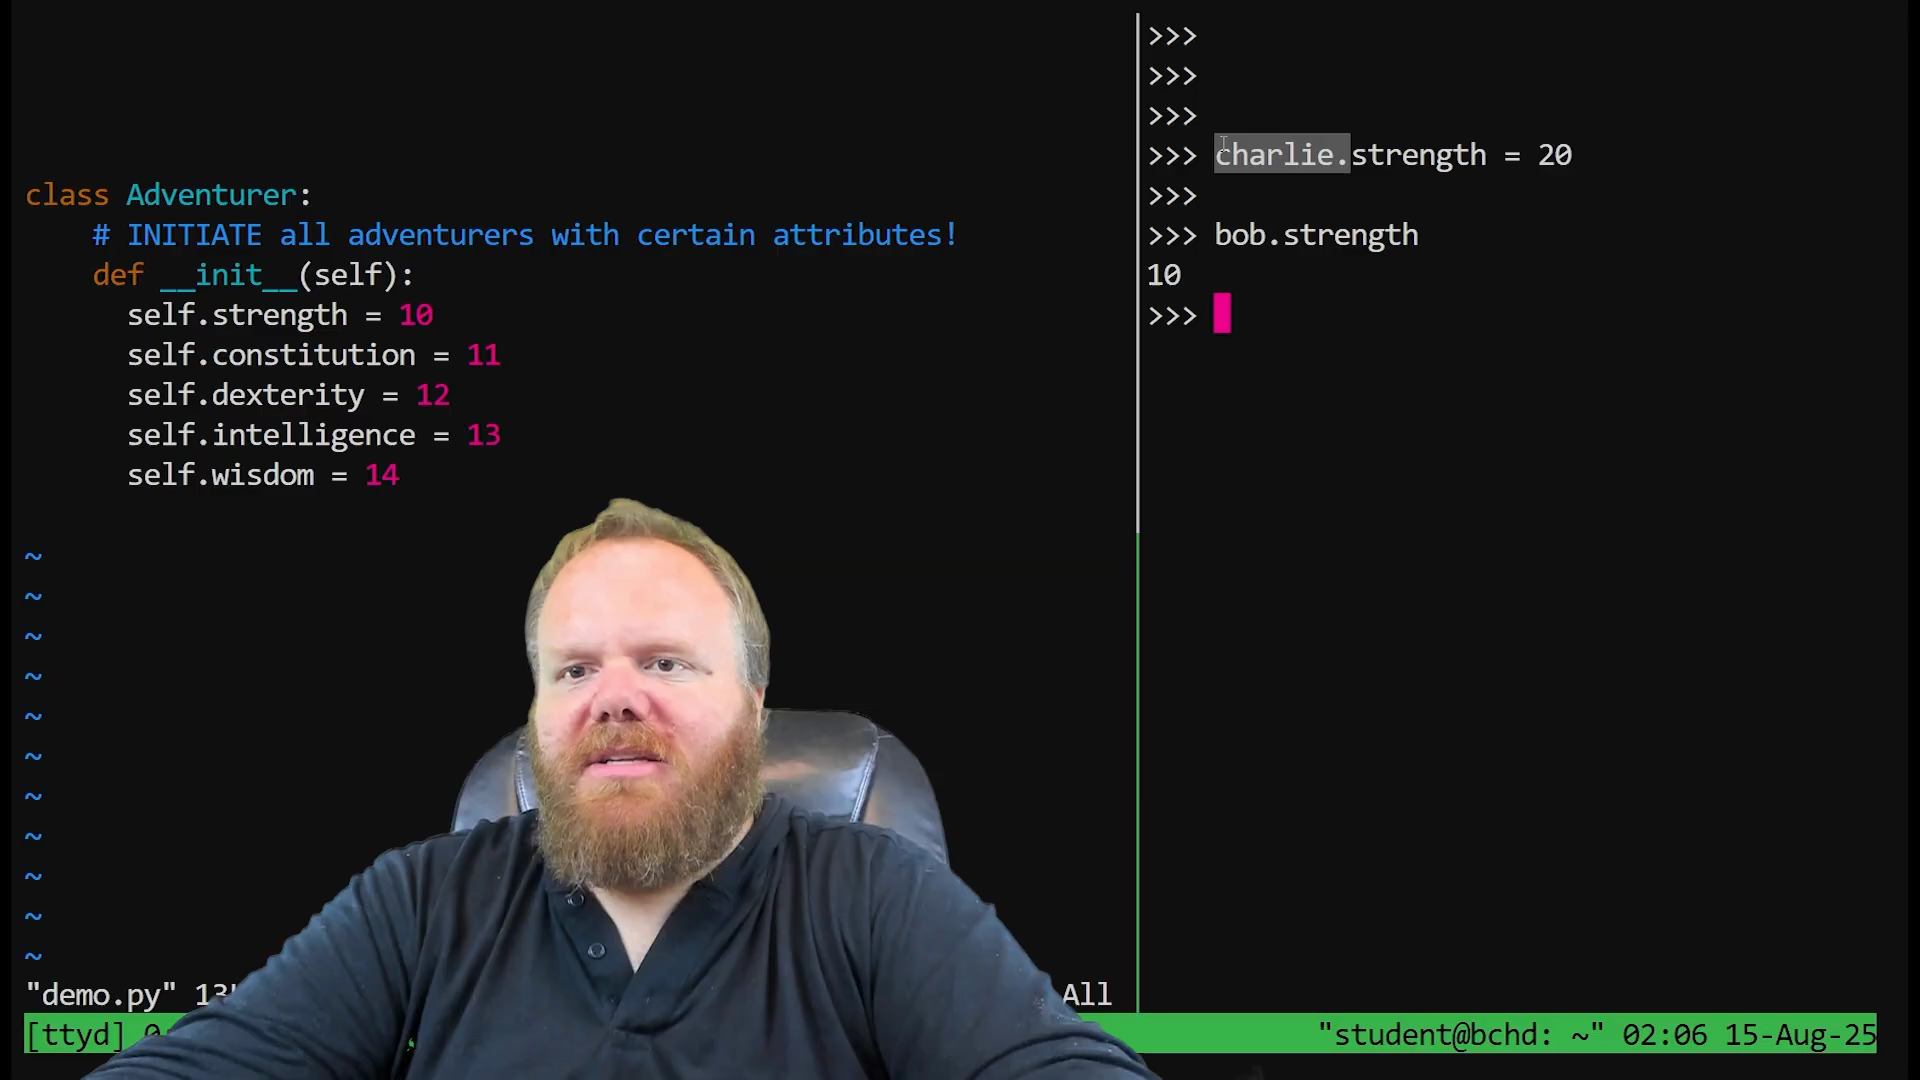 class Adventurer:
# INITIATE all adventurers with certain attributes!
def __init__(self):
self.strength = 10
self.constitution = 11
self.dexterity = 12
self.intelligence = 13
self.wisdom = 14
~
~
~
~
~
~
~
~
~
~
~
"demo.py" All
[ttyd] "student@bchd: ~" 02:06 15-Aug-25
>>>
>>>
>>>
>>> charlie.strength = 20
>>>
>>> bob.strength
10
>>>